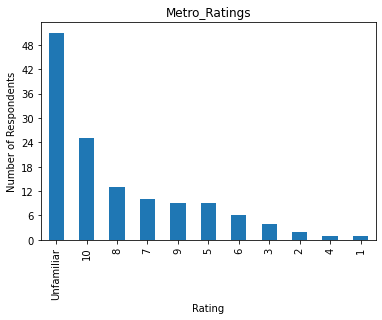 Metro_Ratings
Number of Respondents
48
42
36
30
24
18
12
6
0
Unfamiliar 10 8 7 9 5 6 3 2 4 1
Rating